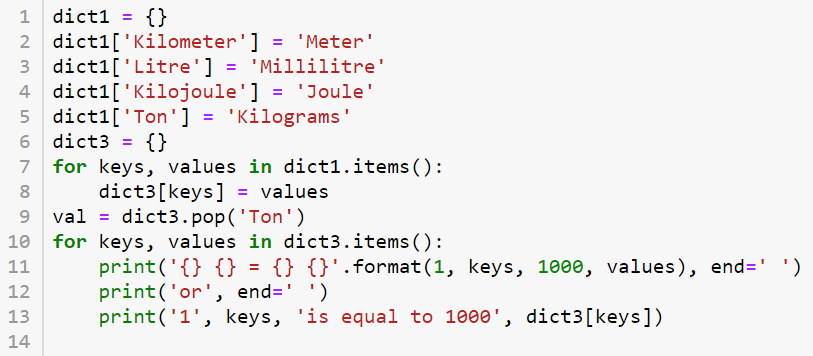 1 dict1 = {}
2 dict1['Kilometer'] = 'Meter'
3 dict1['Litre'] = 'Millilitre'
4 dict1['Kilojoule'] = 'Joule'
5 dict1['Ton'] = 'Kilograms'
6 dict3 = {}
7 for keys, values in dict1.items():
8     dict3[keys] = values
9 val = dict3.pop('Ton')
10 for keys, values in dict3.items():
11     print('{} {} = {} {}'.format(1, keys, 1000, values), end=' ')
12     print('or', end=' ')
13     print('1', keys, 'is equal to 1000', dict3[keys])
14